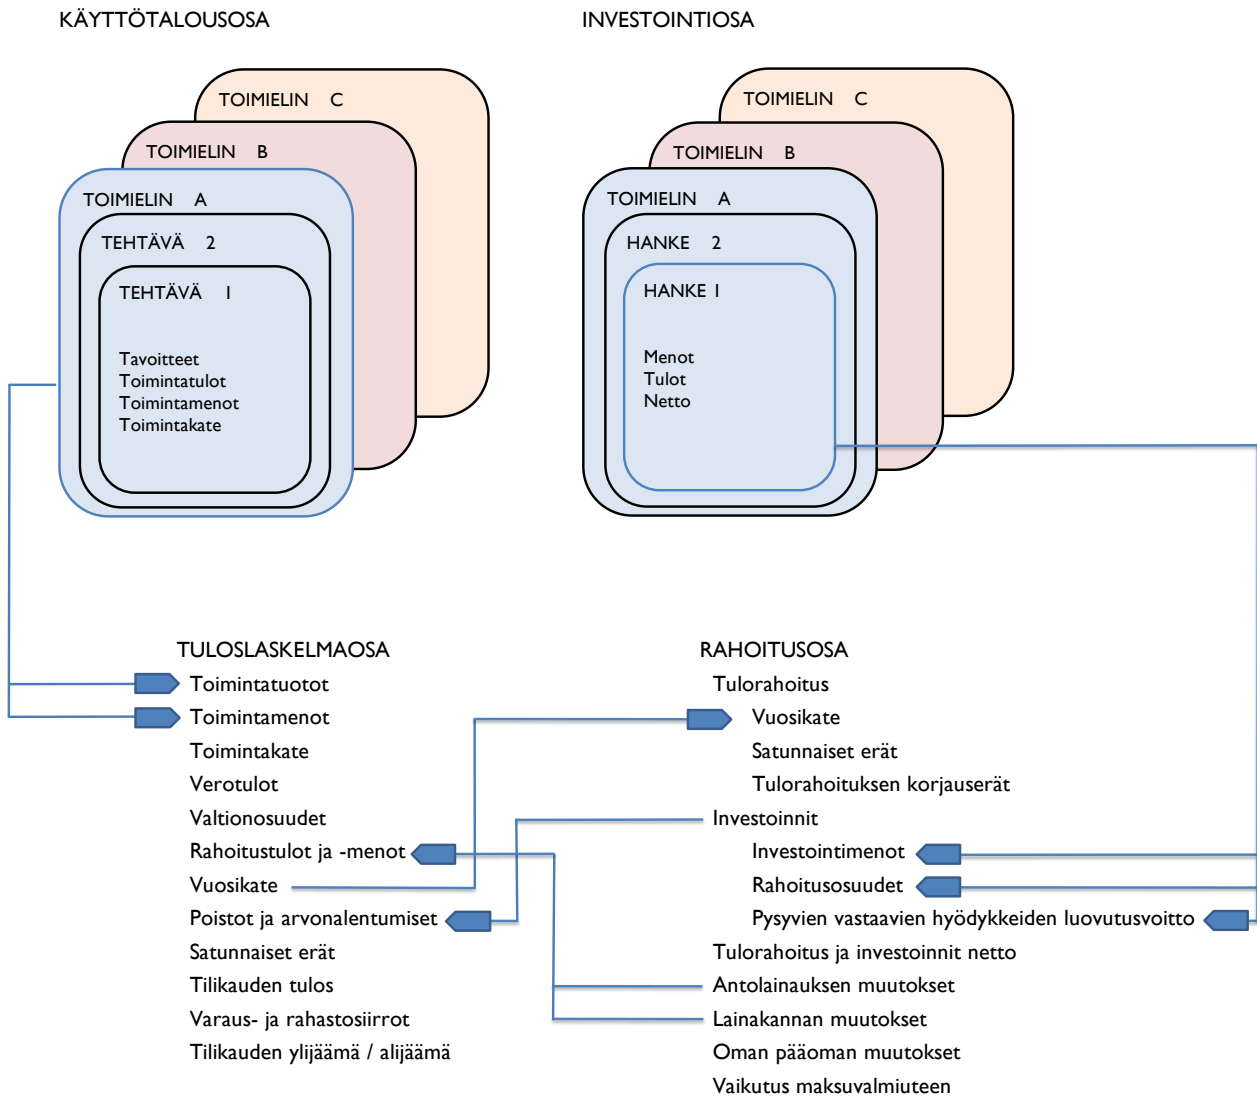 KÄYTTÖTALOUSOSA
INVESTOINTIOSA
TOIMIELIN C
TOIMIELIN B
TOIMIELIN A
TEHTÄVÄ 2
TEHTÄVÄ 1
Tavoitteet
Toimintatulot
Toimintamenot
Toimintakate
TOIMIELIN C
TOIMIELIN B
TOIMIELIN A
HANKE 2
HANKE 1
Menot
Tulot
Netto
TULOSLASKELMAOSA
Toimintatuotot
Toimintamenot
Toimintakate
Verotulot
Valtionosuudet
Rahoitustulot ja -menot
Vuosikate
Poistot ja arvonalentumiset
Satunnaiset erät
Tilikauden tulos
Varaus- ja rahastosiirrot
Tilikauden ylijäämä / alijäämä
RAHOITUSOSA
Tulorahoitus
Vuosikate
Satunnaiset erät
Tulorahoituksen korjauserät
Investoinnit
Investointimenot
Rahoitusosuudet
Pysyvien vastaavien hyödykkeiden luovutusvoitto
Tulorahoitus ja investoinnit netto
Antolainauksen muutokset
Lainakannan muutokset
Oman pääoman muutokset
Vaikutus maksuvalmiuteen